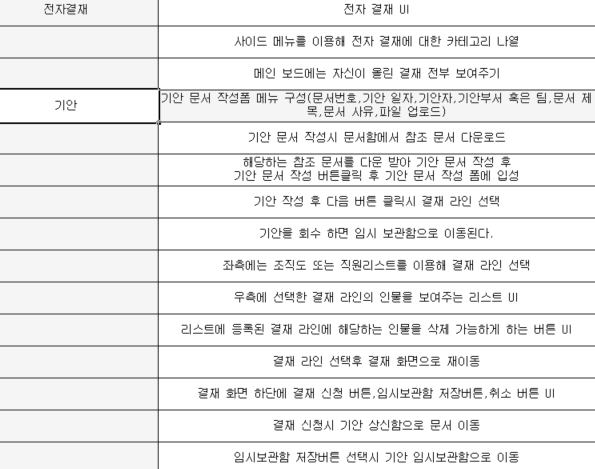 전자결재
전자 결재 UI
사이드 메뉴를 이용해 전자 결재에 대한 카테고리 나열
메인 보드에는 자신이 올린 결재 전부 보여주기
기안
기안 문서 작성폼 메뉴 구성(문서번호,기안 일자,기안자,기안부서 혹은 팀,문서 제
목,문서 사유,파일 업로드)
기안 문서 작성시 문서함에서 참조 문서 다운로드
해당하는 참조 문서를 다운 받아 기안 문서 작성 후
기안 문서 작성 버튼클릭 후 기안 문서 작성 폼에 입성
기안 작성 후 다음 버튼 클릭시 결재 라인 선택
기안을 회수 하면 임시 보관함으로 이동된다.
좌측에는 조직도 또는 직원리스트를 이용해 결재 라인 선택
우측에 선택한 결재 라인의 인물을 보여주는 리스트 UI
리스트에 등록된 결재 라인에 해당하는 인물을 삭제 가능하게 하는 버튼 UI
결재 라인 선택후 결재 화면으로 재이동
결재 화면 하단에 결재 신청 버튼,임시보관함 저장버튼,취소 버튼 UI
결재 신청시 기안 상신함으로 문서 이동
임시보관함 저장버튼 선택시 기안 임시보관함으로 이동